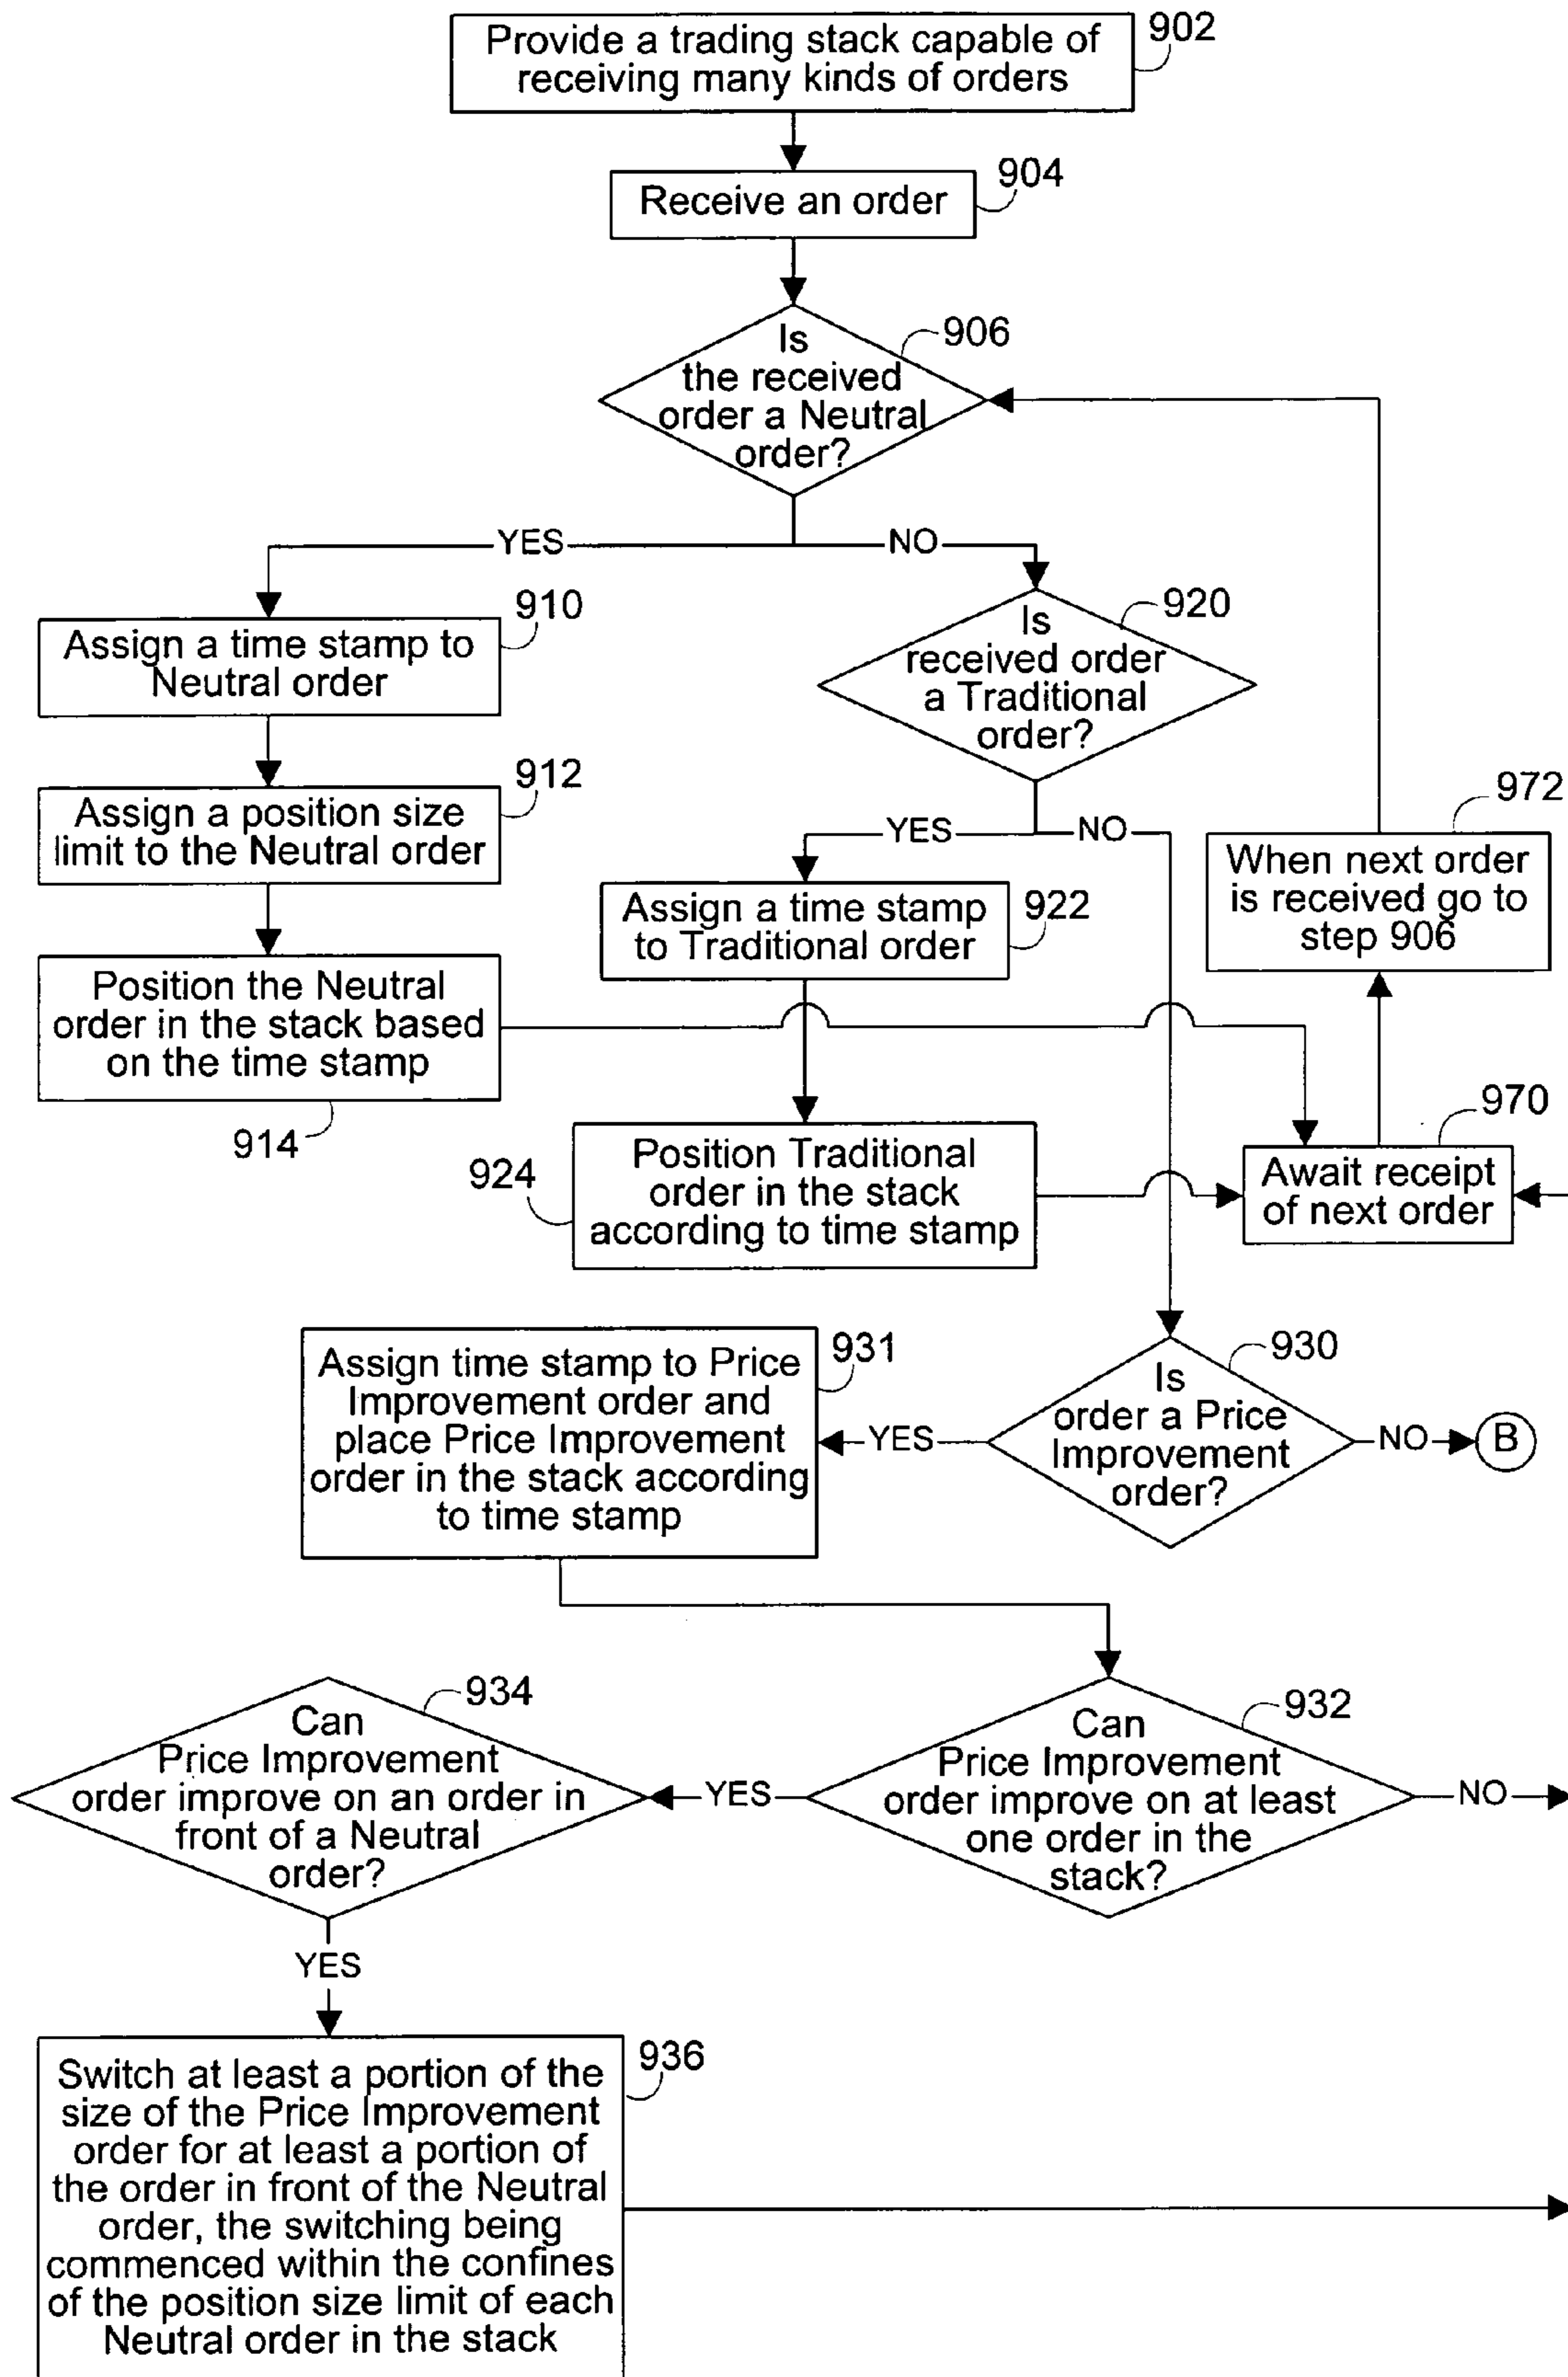 Provide a trading stack capable of
receiving many kinds of orders
902
Receive an order
904
Is
the received
order a Neutral
order?
906
YES
NO
Assign a time stamp to
Neutral order
910
Is
received order
a Traditional
order?
920
Assign a position size
limit to the Neutral order
912
YES
NO
When next order
is received go to
step 906
972
Assign a time stamp
to Traditional order
922
Position the Neutral
order in the stack based
on the time stamp
914
Position Traditional
order in the stack
according to time stamp
924
Await receipt
of next order
970
Assign time stamp to Price
Improvement order and
place Price Improvement
order in the stack according
to time stamp
931
YES
Is
order a Price
Improvement
order?
930
NO
B
Can
Price Improvement
order improve on an order in
front of a Neutral
order?
934
YES
Can
Price Improvement
order improve on at least
one order in the
stack?
932
NO
YES
Switch at least a portion of the
size of the Price Improvement
order for at least a portion of
the order in front of the Neutral
order, the switching being
commenced within the confines
of the position size limit of each
Neutral order in the stack
936